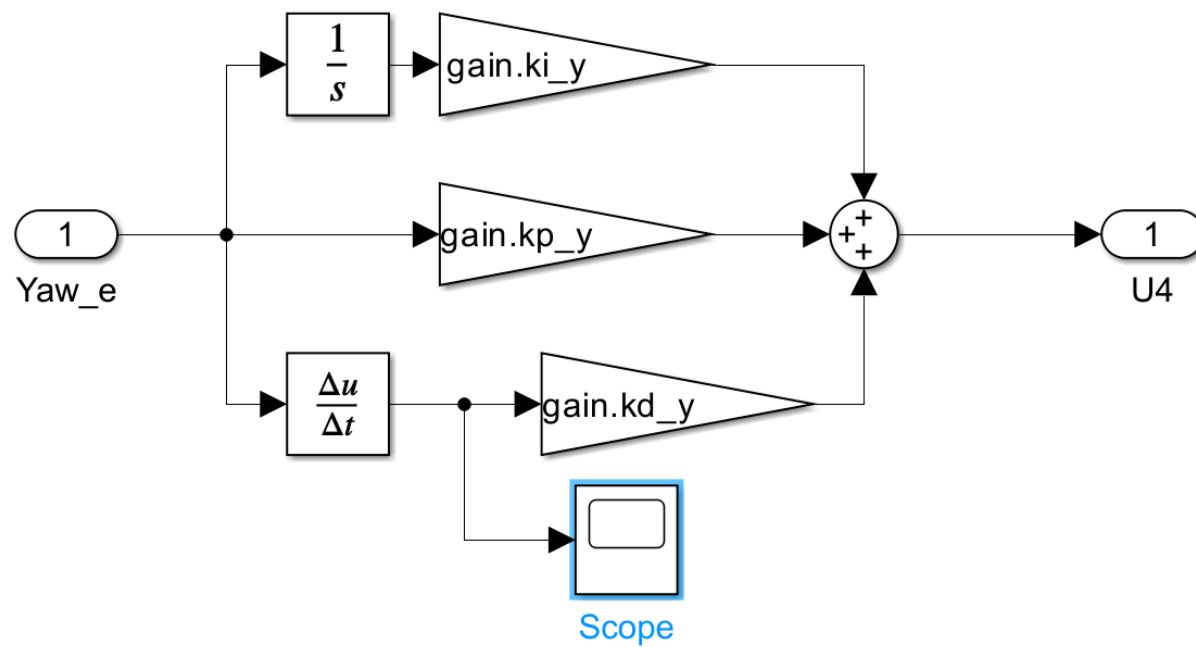 1
s
gain.ki_y
1
Yaw_e
gain.kp_y
+
+
+
1
U4
Δu
Δt
gain.kd_y
Scope